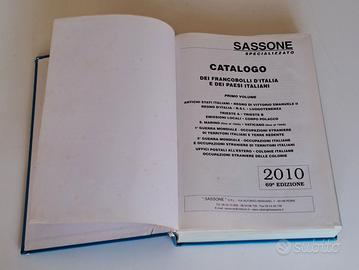 SASSONE
SPECIALIZZATO
CATALOGO
DEI FRANCOBOLLI D'ITALIA
E DEI PAESI ITALIANI
PRIMO VOLUME
ANTICHI STATI ITALIANI • REGNO DI VITTORIO EMANUELE II
REGNO D'ITALIA • R.S.I. • LUOGOTENENZA
TRIESTE A • TRIESTE B
EMISSIONI LOCALI • CORPO POLACCO
S. MARINO • VATICANO
1ª GUERRA MONDIALE • OCCUPAZIONI STRANIERE
DI TERRITORI ITALIANI E TERRE REDENTE
2ª GUERRA MONDIALE • OCCUPAZIONI ITALIANE
E OCCUPAZIONI STRANIERE DI TERRITORI ITALIANI
UFFICI POSTALI ALL'ESTERO • COLONIE ITALIANE
OCCUPAZIONI STRANIERE DELLE COLONIE
2010
69ª EDIZIONE
"SASSONE" S.R.L.
Subito